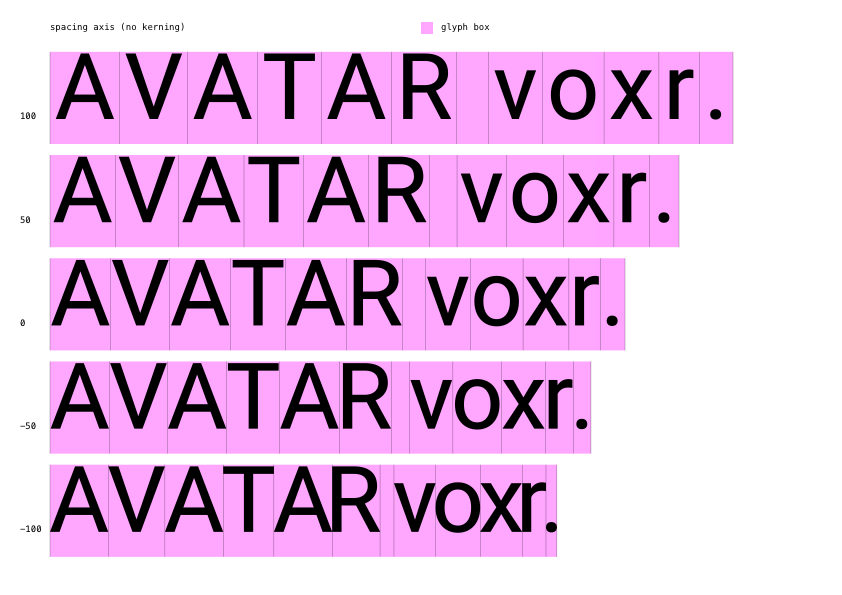 spacing axis (no kerning) glyph box
100 AVATAR voxr.
50 AVATAR voxr.
0 AVATAR voxr.
−50 AVATAR voxr.
−100 AVATAR voxr.